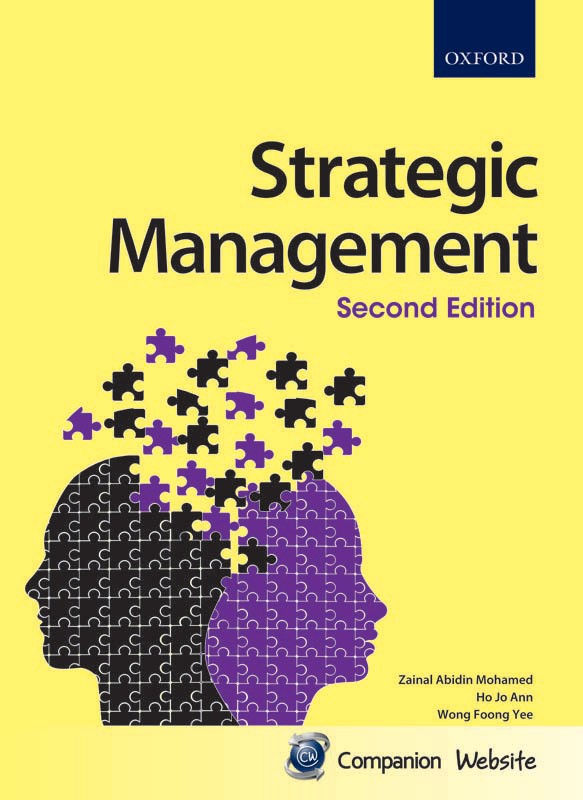 OXFORD
Strategic
Management
Second Edition
Zainal Abidin Mohamed
Ho Jo Ann
Wong Foong Yee
CW
Companion Website